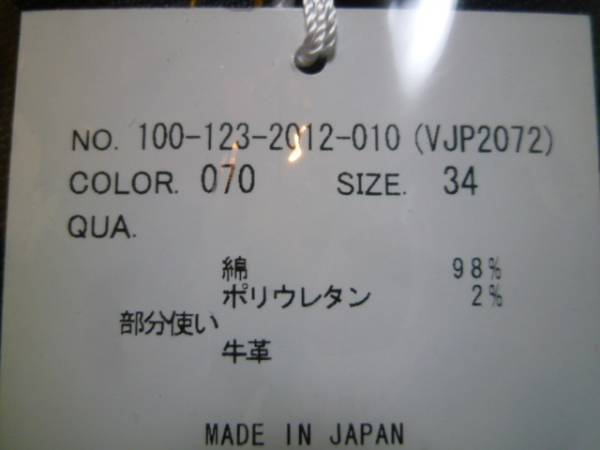 NO. 100-123-2012-010 (VJP2072)
COLOR. 070 SIZE. 34
QUA.
綿 98%
ポリウレタン 2%
部分使い
牛革
MADE IN JAPAN